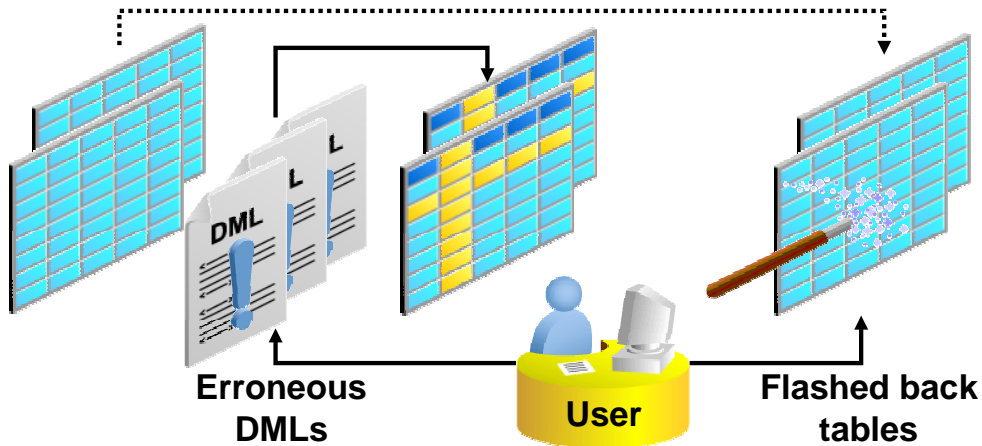 DML
L
L
Erroneous
DMLs
User
Flashed back
tables